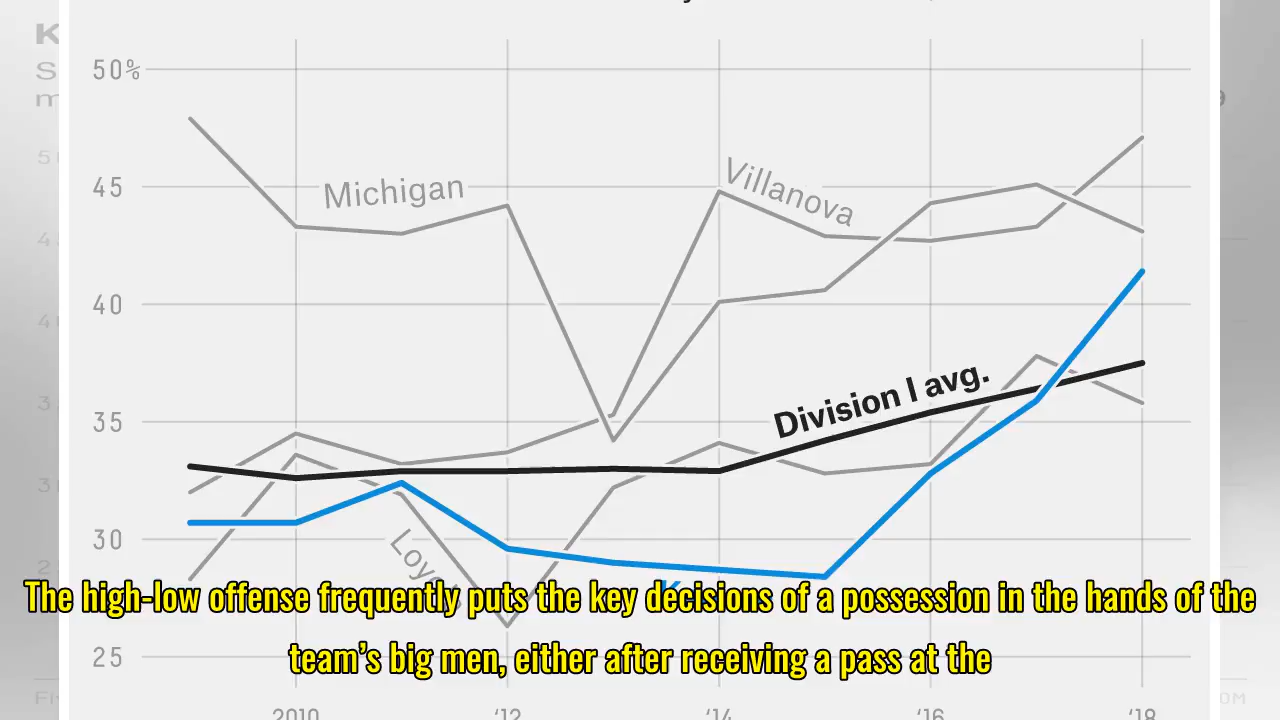 50%
45
Michigan
Villanova
40
Division I avg.
35
30
The high-low offense frequently puts the key decisions of a possession in the hands of the
team’s big men, either after receiving a pass at the
25
2010 ‘12 ‘14 ‘16 ‘18